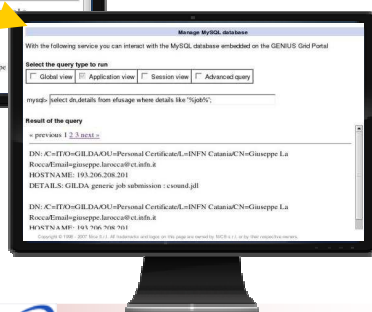 Manage MySQL database
With the following service you can interact with the MySQL database embedded on the GENIUS Grid Portal
Select the query type to run
Global view Application view Session view Advanced query
mysql> select dn,details from efusage where details like "%job%";
Result of the query
« previous 1 2 3 next »
DN: /C=IT/O=GILDA/OU=Personal Certificate/L=INFN Catania/CN=Giuseppe La
Rocca/Email=giuseppe.larocca@ct.infn.it
HOSTNAME: 193.206.208.201
DETAILS: GILDA generic job submission : csound.jdl
DN: /C=IT/O=GILDA/OU=Personal Certificate/L=INFN Catania/CN=Giuseppe La
Rocca/Email=giuseppe.larocca@ct.infn.it
HOSTNAME: 193.206.208.201